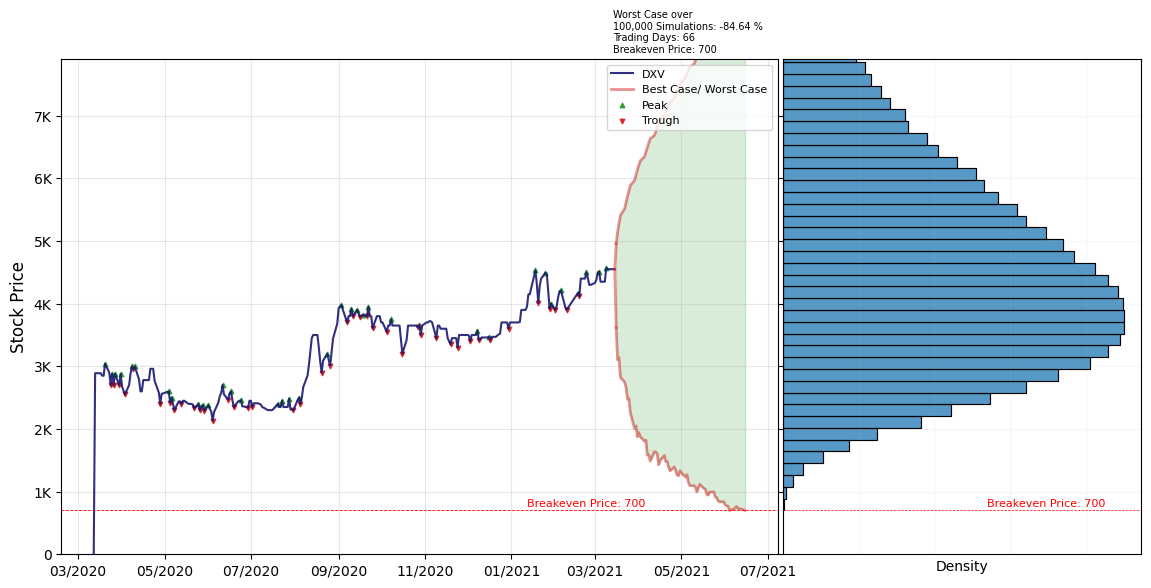 Worst Case over
100,000 Simulations: -84.64 %
Trading Days: 66
Breakeven Price: 700
DXV
Best Case/ Worst Case
Peak
Trough
Stock Price
7K
6K
5K
4K
3K
2K
1K
0
Breakeven Price: 700
Breakeven Price: 700
03/2020 05/2020 07/2020 09/2020 11/2020 01/2021 03/2021 05/2021 07/2021
Density